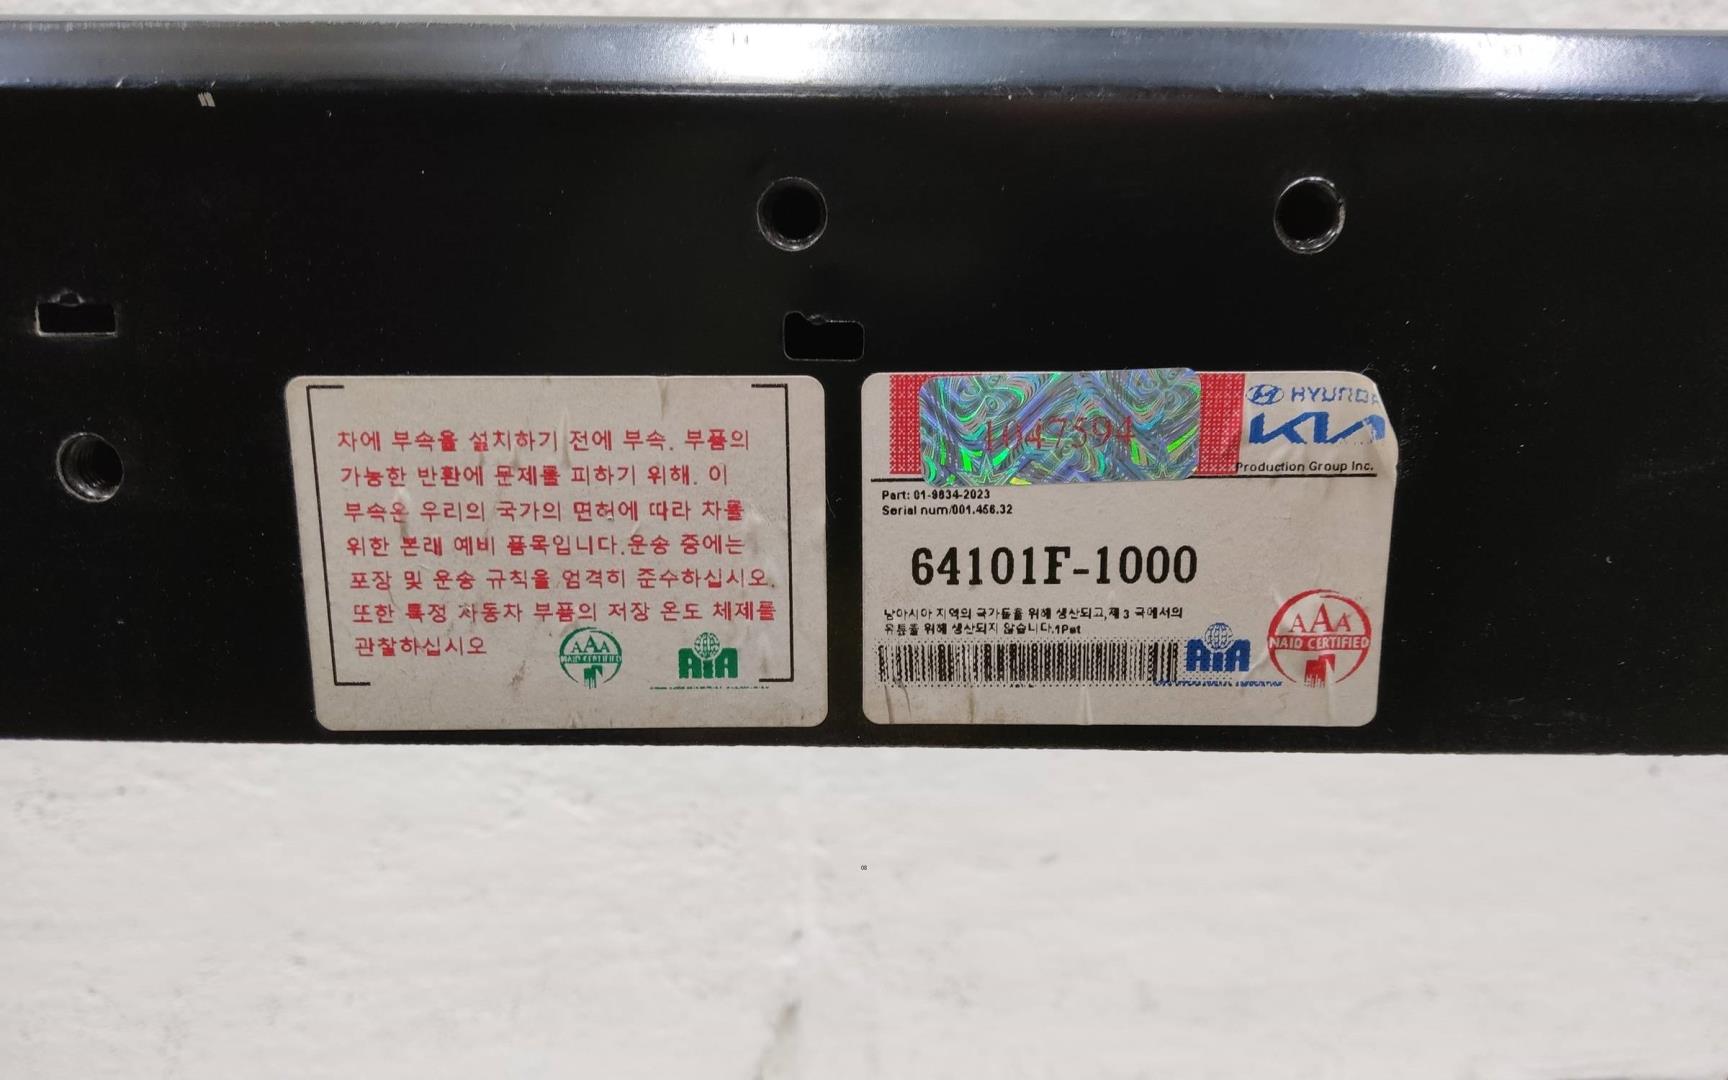 차에 부속을 설치하기 전에 부속. 부품의
가능한 반환에 문제를 피하기 위해. 이
부속은 우리의 국가의 면허에 따라 차를
위한 본래 예비 품목입니다.운송 중에는
포장 및 운송 규칙을 엄격히 준수하십시오.
또한 특정 자동차 부품의 저장 온도 체제를
관찰하십시오
AAA
NAID CERTIFIED
AIA
1047594
HYUNDA
KIA
Production Group Inc.
Part: 01-9834-2023
Serial num/001.456.32
64101F-1000
남아시아 지역의 국가들을 위해 생산되고,제 3 국에서의
유통을 위해 생산되지 않습니다.1Pet
AIA
AAA
NAID CERTIFIED